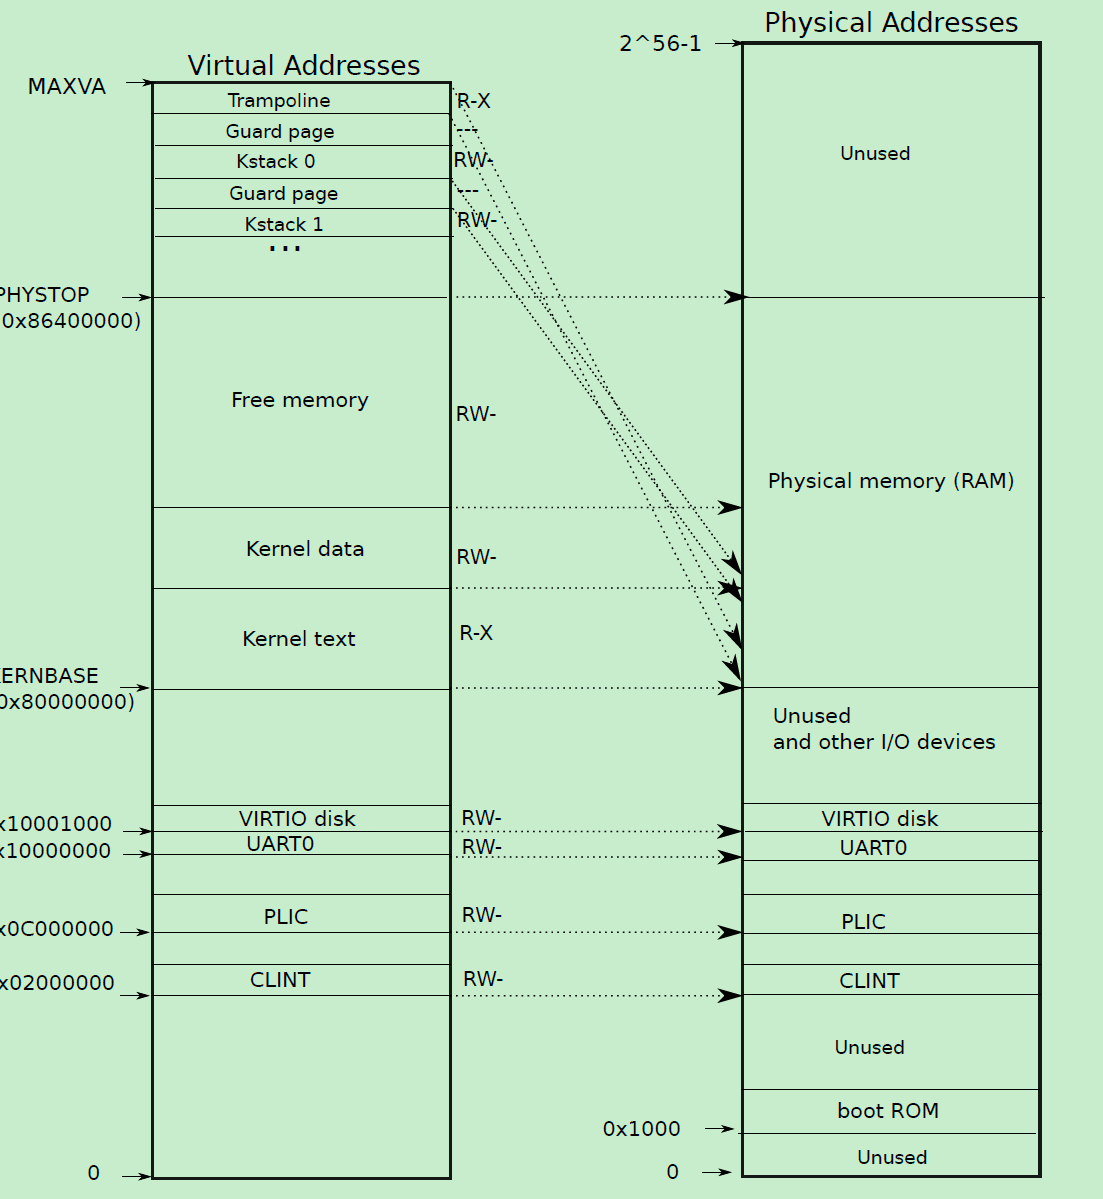 Physical Addresses
2^56-1
Virtual Addresses
MAXVA
Trampoline
R-X
Guard page
---
Kstack 0
RW-
Guard page
---
Kstack 1
RW-
...
Unused
PHYSTOP
0x86400000)
Free memory
RW-
Physical memory (RAM)
Kernel data
RW-
Kernel text
R-X
KERNBASE
0x80000000)
Unused
and other I/O devices
x10001000
VIRTIO disk
RW-
VIRTIO disk
x10000000
UART0
RW-
UART0
x0C000000
PLIC
RW-
PLIC
x02000000
CLINT
RW-
CLINT
Unused
boot ROM
0x1000
Unused
0
0